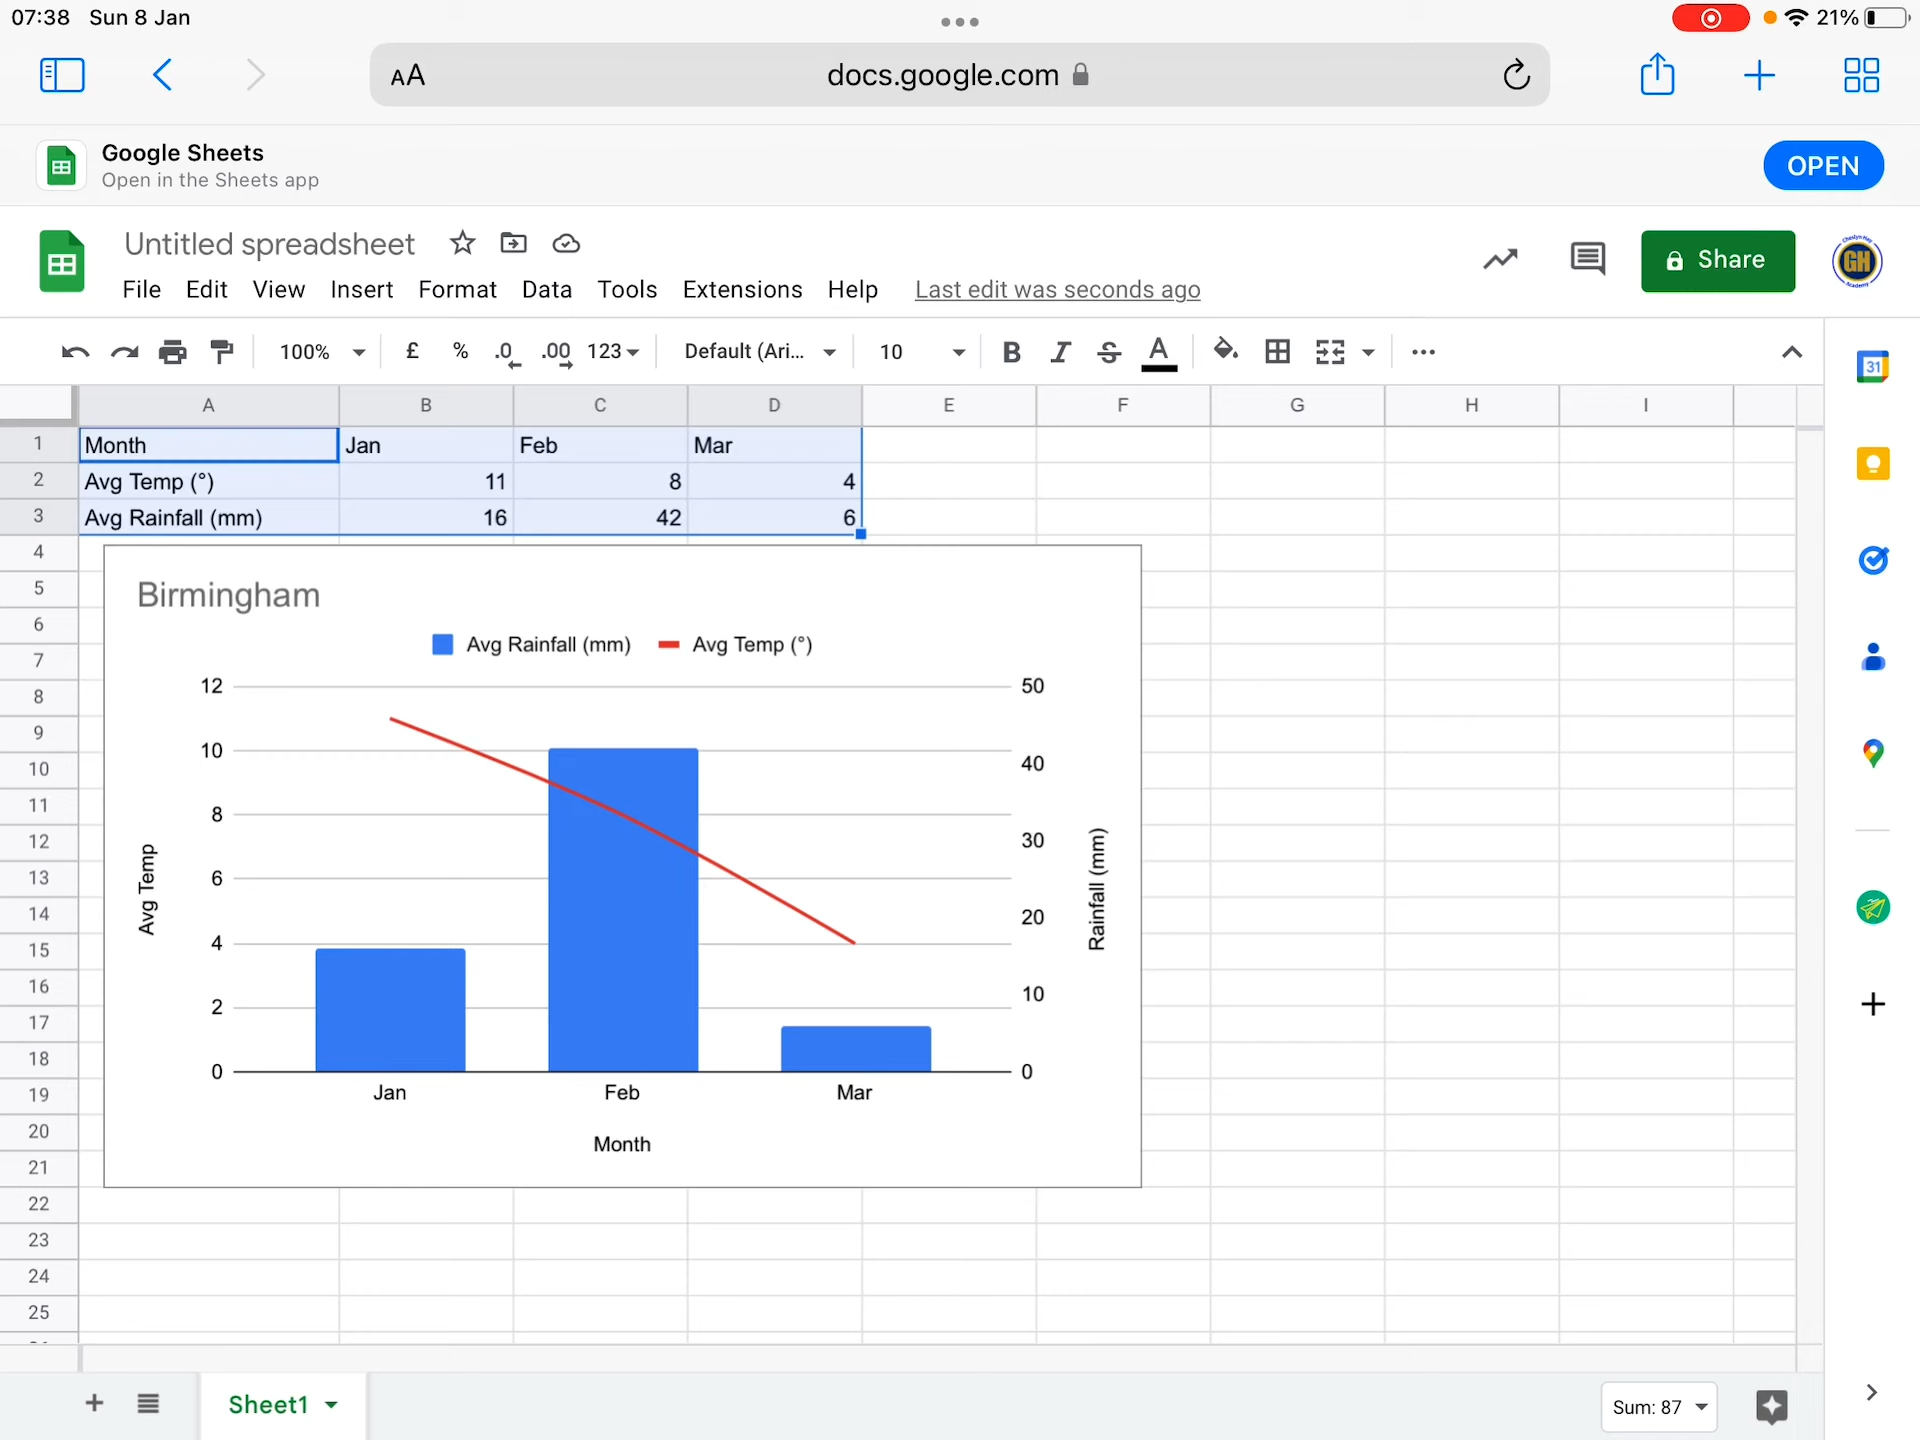 07:38 Sun 8 Jan
21%
AA
docs.google.com
Google Sheets
Open in the Sheets app
OPEN
Untitled spreadsheet
File Edit View Insert Format Data Tools Extensions Help Last edit was seconds ago
Share
GH
100% £ % .0 .00 123 Default (Ari... 10 B I S A
31
A B C D E F G H I
1 Month Jan Feb Mar
2 Avg Temp (°) 11 8 4
3 Avg Rainfall (mm) 16 42 6
4
5
6
7
8
9
10
11
12
13
14
15
16
17
18
19
20
21
22
23
24
25
Birmingham
Avg Rainfall (mm) Avg Temp (°)
12
10
8
6
4
2
0
Avg Temp
50
40
30
20
10
0
Rainfall (mm)
Jan Feb Mar
Month
Sheet1
Sum: 87